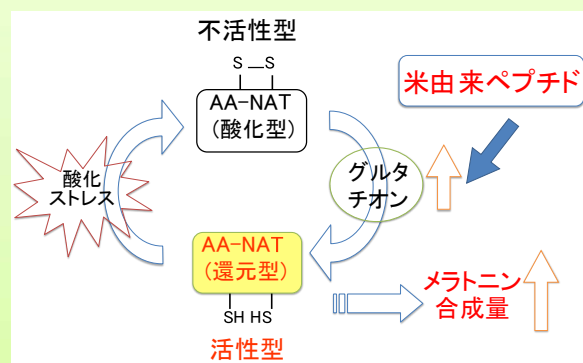 不活性型
S S
AA-NAT
(酸化型)
米由来ペプチド
酸化
ストレス
グルタ
チオン
AA-NAT
(還元型)
SH HS
活性型
メラトニン
合成量